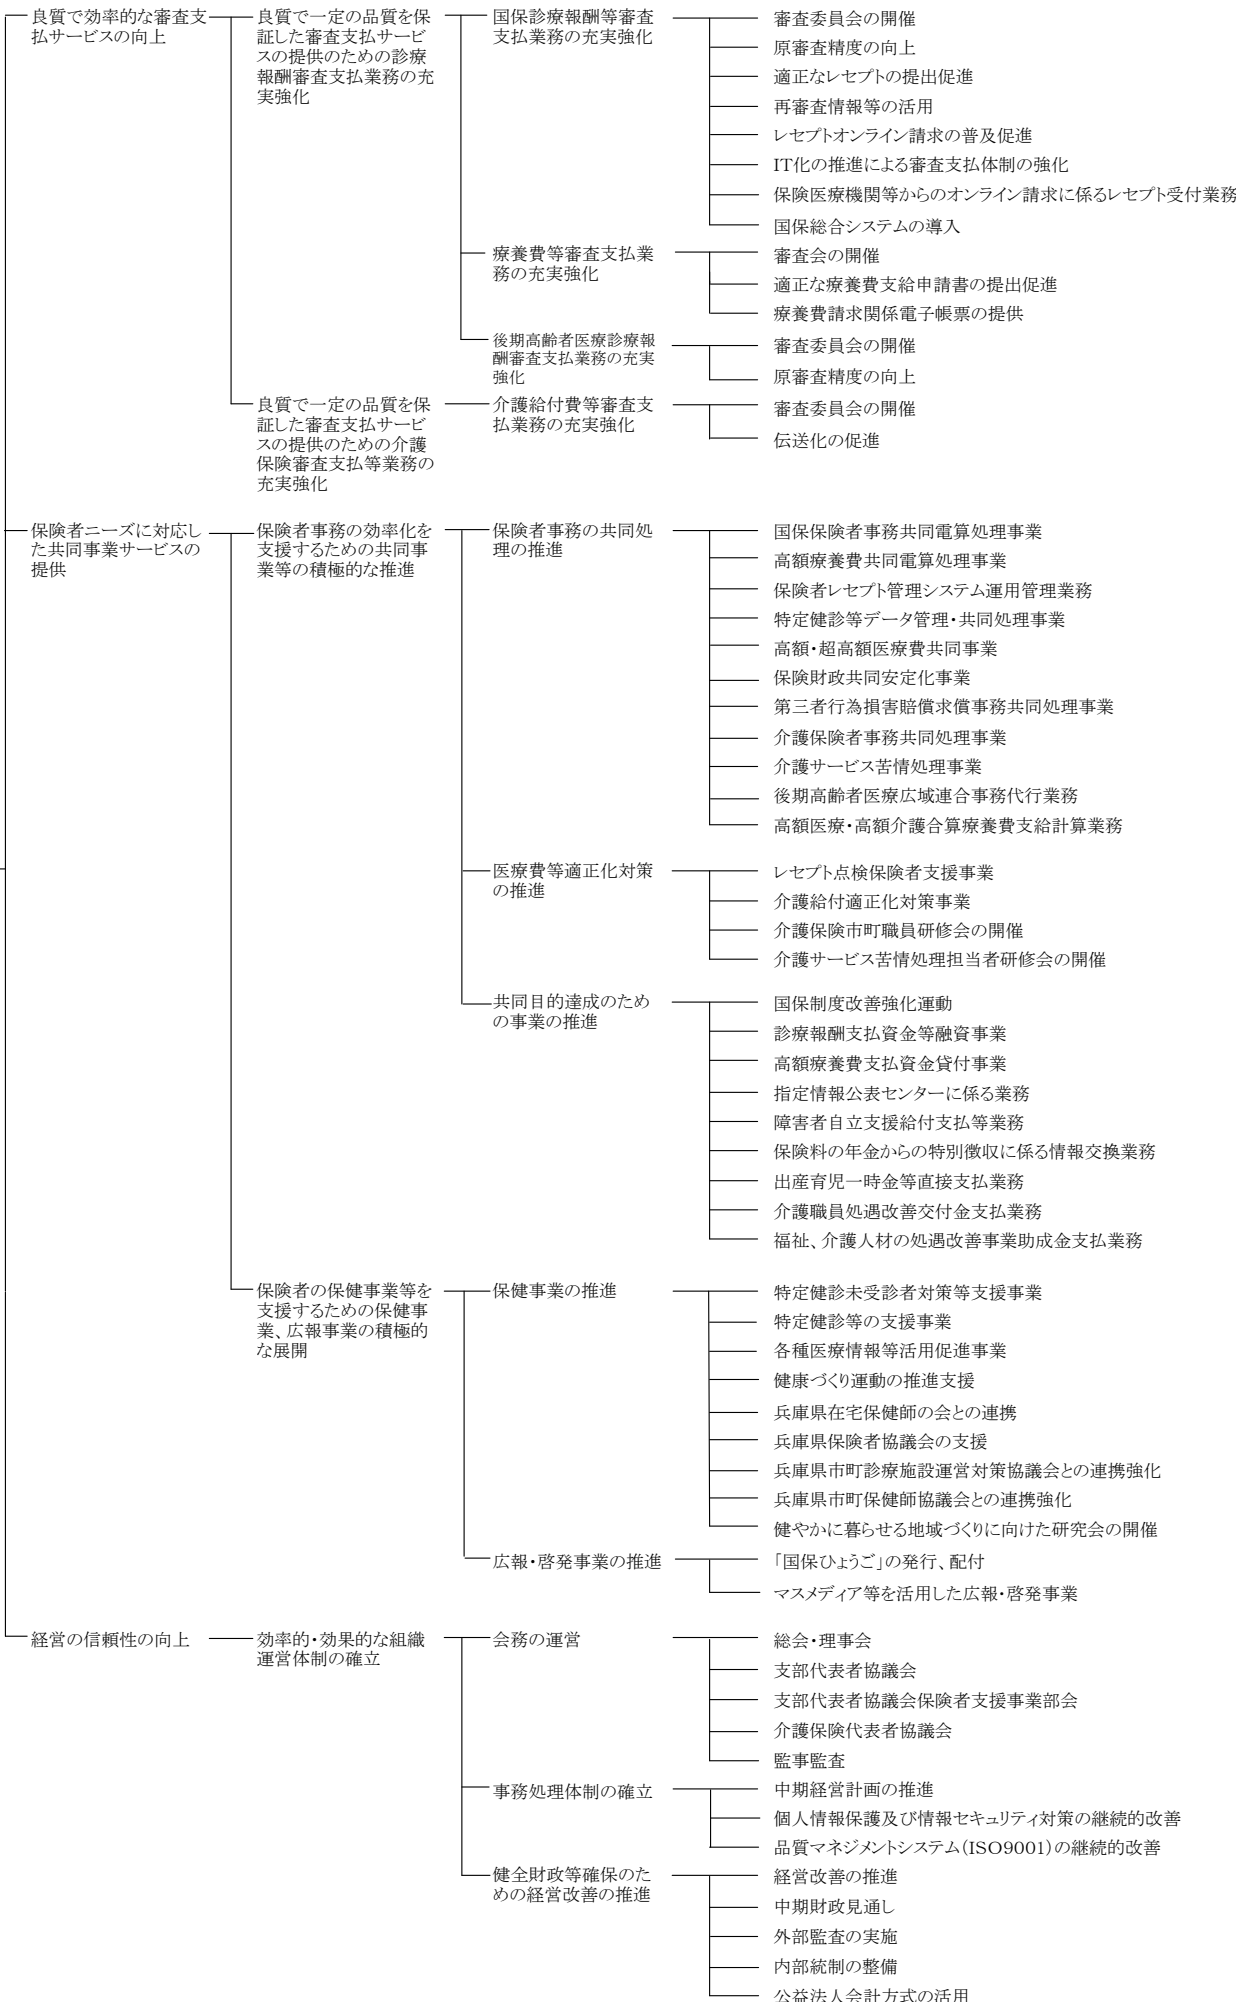 良質で効率的な審査支
払サービスの向上
良質で一定の品質を保
証した審査支払サービ
スの提供のための診療
報酬審査支払業務の充
実強化
国保診療報酬等審査
支払業務の充実強化
審査委員会の開催
原審査精度の向上
適正なレセプトの提出促進
再審査情報等の活用
レセプトオンライン請求の普及促進
IT化の推進による審査支払体制の強化
保険医療機関等からのオンライン請求に係るレセプト受付業務
国保総合システムの導入
療養費等審査支払業
務の充実強化
審査会の開催
適正な療養費支給申請書の提出促進
療養費請求関係電子帳票の提供
後期高齢者医療診療報
酬審査支払業務の充実
強化
審査委員会の開催
原審査精度の向上
良質で一定の品質を保
証した審査支払サービ
スの提供のための介護
保険審査支払等業務の
充実強化
介護給付費等審査支
払業務の充実強化
審査委員会の開催
伝送化の促進
保険者ニーズに対応し
た共同事業サービスの
提供
保険者事務の効率化を
支援するための共同事
業等の積極的な推進
保険者事務の共同処
理の推進
国保保険者事務共同電算処理事業
高額療養費共同電算処理事業
保険者レセプト管理システム運用管理業務
特定健診等データ管理・共同処理事業
高額・超高額医療費共同事業
保険財政共同安定化事業
第三者行為損害賠償求償事務共同処理事業
介護保険者事務共同処理事業
介護サービス苦情処理事業
後期高齢者医療広域連合事務代行業務
高額医療・高額介護合算療養費支給計算業務
医療費等適正化対策
の推進
レセプト点検保険者支援事業
介護給付適正化対策事業
介護保険市町職員研修会の開催
介護サービス苦情処理担当者研修会の開催
共同目的達成のため
の事業の推進
国保制度改善強化運動
診療報酬支払資金等融資事業
高額療養費支払資金貸付事業
指定情報公表センターに係る業務
障害者自立支援給付支払等業務
保険料の年金からの特別徴収に係る情報交換業務
出産育児一時金等直接支払業務
介護職員処遇改善交付金支払業務
福祉、介護人材の処遇改善事業助成金支払業務
保険者の保健事業等を
支援するための保健事
業、広報事業の積極的
な展開
保健事業の推進
特定健診未受診者対策等支援事業
特定健診等の支援事業
各種医療情報等活用促進事業
健康づくり運動の推進支援
兵庫県在宅保健師の会との連携
兵庫県保険者協議会の支援
兵庫県市町診療施設運営対策協議会との連携強化
兵庫県市町保健師協議会との連携強化
健やかに暮らせる地域づくりに向けた研究会の開催
広報・啓発事業の推進
「国保ひょうご」の発行、配付
マスメディア等を活用した広報・啓発事業
経営の信頼性の向上
効率的・効果的な組織
運営体制の確立
会務の運営
総会・理事会
支部代表者協議会
支部代表者協議会保険者支援事業部会
介護保険代表者協議会
監事監査
事務処理体制の確立
中期経営計画の推進
個人情報保護及び情報セキュリティ対策の継続的改善
品質マネジメントシステム（ISO9001）の継続的改善
健全財政等確保のた
めの経営改善の推進
経営改善の推進
中期財政見通し
外部監査の実施
内部統制の整備
公益法人会計方式の活用